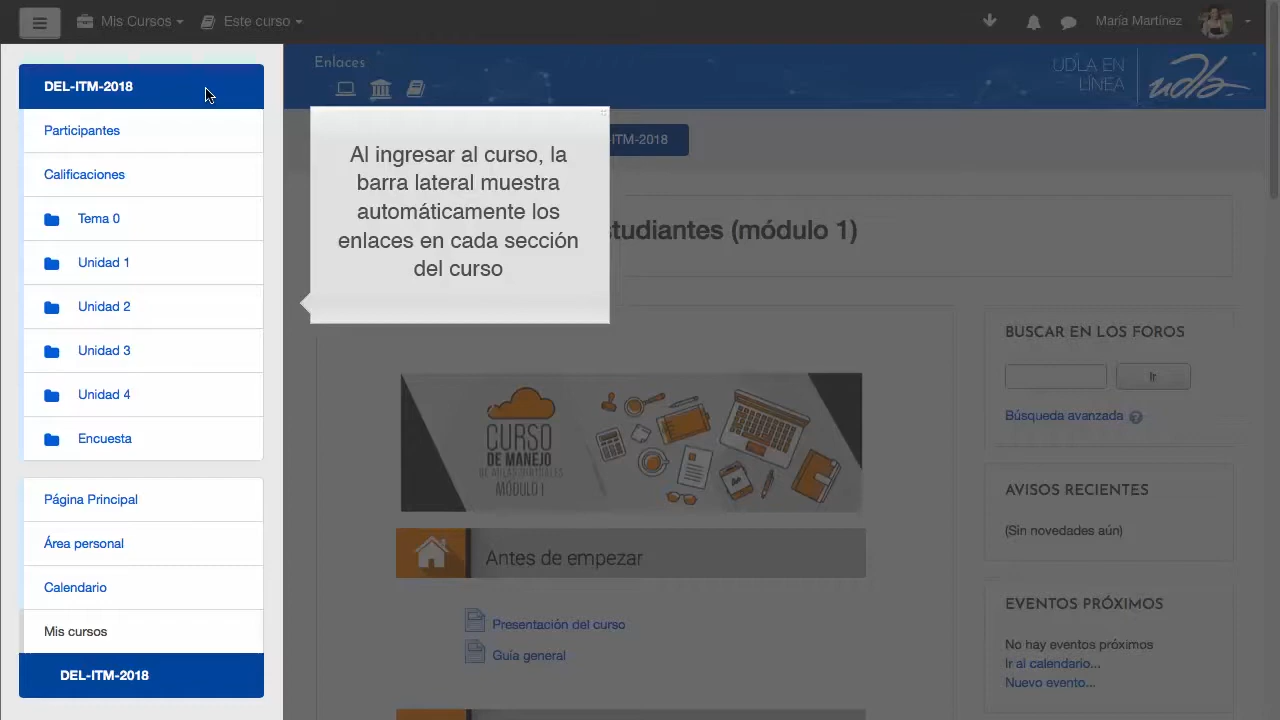 Mis Cursos
Este curso
María Martínez
DEL-ITM-2018
Participantes
Calificaciones
Tema 0
Unidad 1
Unidad 2
Unidad 3
Unidad 4
Encuesta
Página Principal
Área personal
Calendario
Mis cursos
DEL-ITM-2018
Enlaces
UDLA EN
LÍNEA
udla
-ITM-2018
Al ingresar al curso, la
barra lateral muestra
automáticamente los
enlaces en cada sección
del curso
studiantes (módulo 1)
CURSO
DE MANEJO
DE AULAS VIRTUALES
MÓDULO I
Antes de empezar
Presentación del curso
Guía general
BUSCAR EN LOS FOROS
Ir
Búsqueda avanzada
AVISOS RECIENTES
(Sin novedades aún)
EVENTOS PRÓXIMOS
No hay eventos próximos
Ir al calendario...
Nuevo evento...